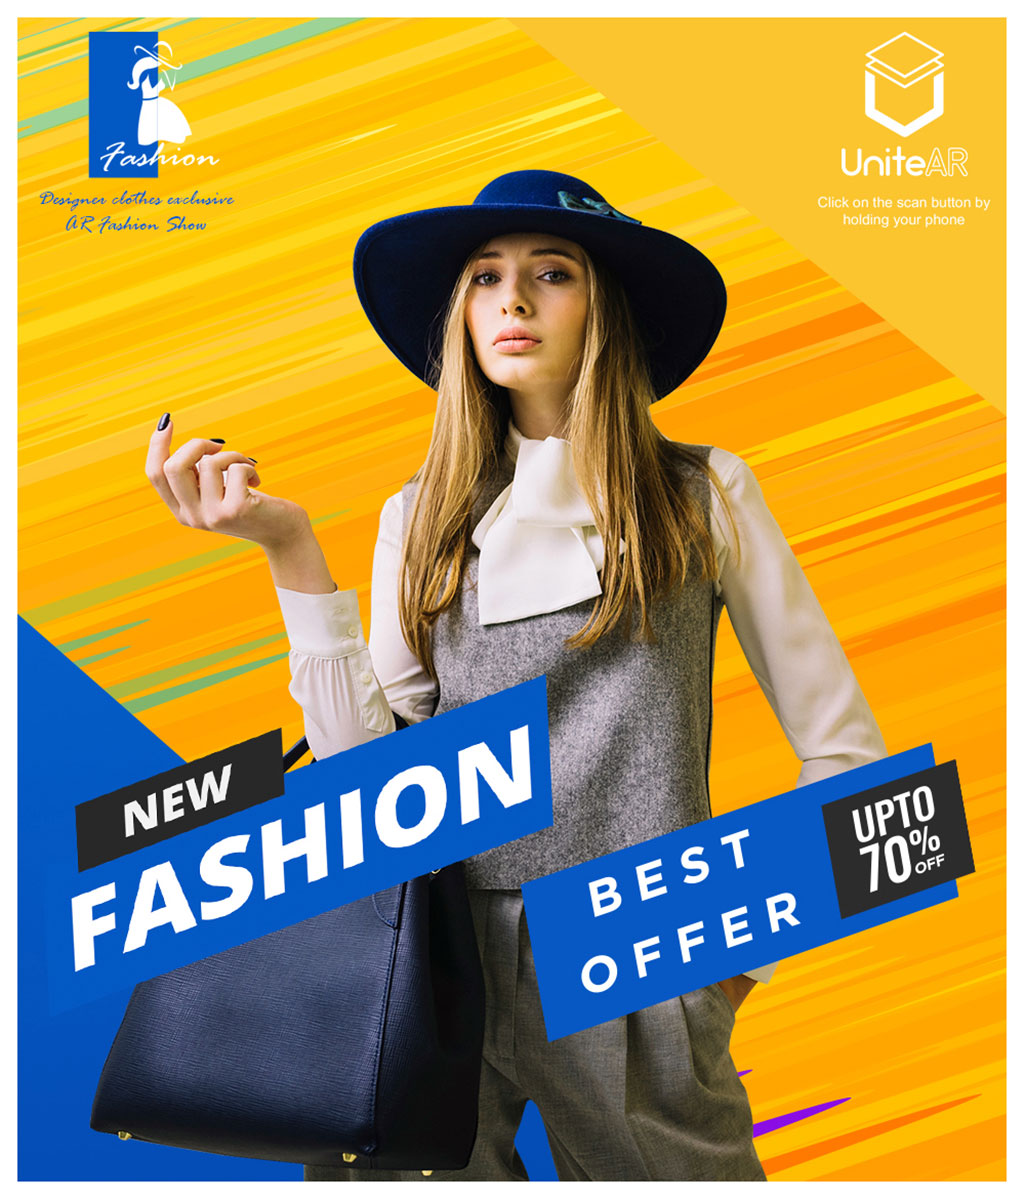 Fashion
Designer clothes exclusive
AR Fashion Show
UniteAR
Click on the scan button by
holding your phone
NEW
FASHION
BEST
OFFER
UPTO
70%
OFF